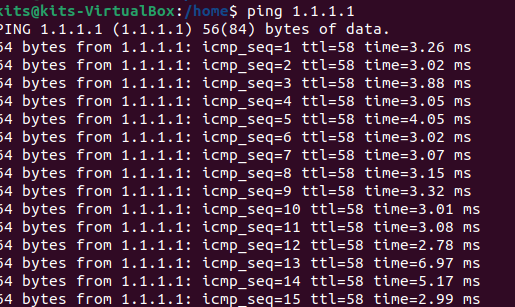 kits@kits-VirtualBox:/home$ ping 1.1.1.1
PING 1.1.1.1 (1.1.1.1) 56(84) bytes of data.
64 bytes from 1.1.1.1: icmp_seq=1 ttl=58 time=3.26 ms
64 bytes from 1.1.1.1: icmp_seq=2 ttl=58 time=3.02 ms
64 bytes from 1.1.1.1: icmp_seq=3 ttl=58 time=3.88 ms
64 bytes from 1.1.1.1: icmp_seq=4 ttl=58 time=3.05 ms
64 bytes from 1.1.1.1: icmp_seq=5 ttl=58 time=4.05 ms
64 bytes from 1.1.1.1: icmp_seq=6 ttl=58 time=3.02 ms
64 bytes from 1.1.1.1: icmp_seq=7 ttl=58 time=3.07 ms
64 bytes from 1.1.1.1: icmp_seq=8 ttl=58 time=3.15 ms
64 bytes from 1.1.1.1: icmp_seq=9 ttl=58 time=3.32 ms
64 bytes from 1.1.1.1: icmp_seq=10 ttl=58 time=3.01 ms
64 bytes from 1.1.1.1: icmp_seq=11 ttl=58 time=3.08 ms
64 bytes from 1.1.1.1: icmp_seq=12 ttl=58 time=2.78 ms
64 bytes from 1.1.1.1: icmp_seq=13 ttl=58 time=6.97 ms
64 bytes from 1.1.1.1: icmp_seq=14 ttl=58 time=5.17 ms
64 bytes from 1.1.1.1: icmp_seq=15 ttl=58 time=2.99 ms